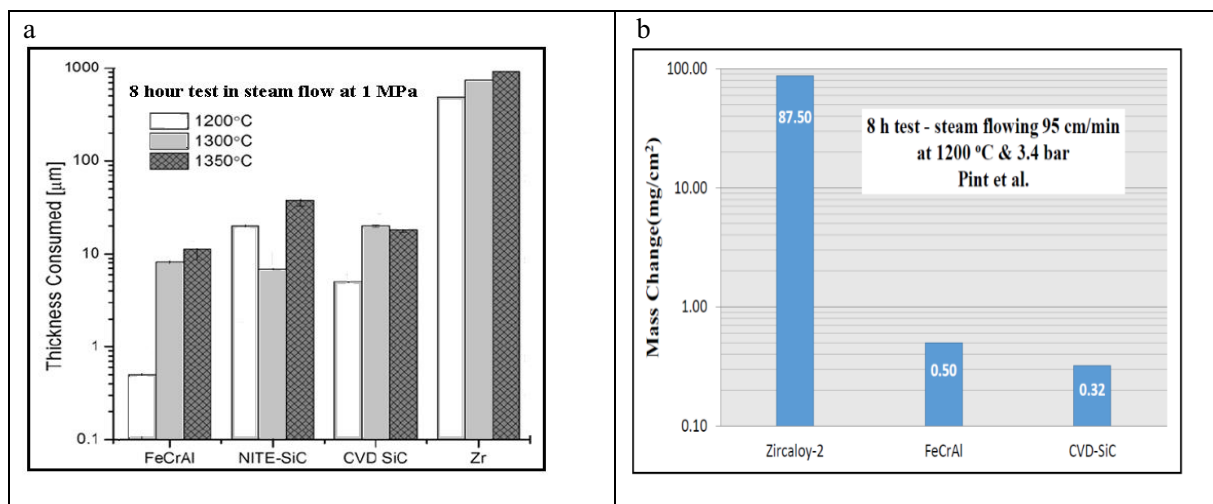 a
8 hour test in steam flow at 1 MPa
1200°C
1300°C
1350°C
Thickness Consumed [µm]
1000
100
10
1
0.1
FeCrAl
NITE-SiC
CVD SiC
Zr
b
8 h test - steam flowing 95 cm/min
at 1200 ºC & 3.4 bar
Pint et al.
Mass Change(mg/cm²)
100.00
10.00
1.00
0.10
87.50
0.50
0.32
Zircaloy-2
FeCrAl
CVD-SiC